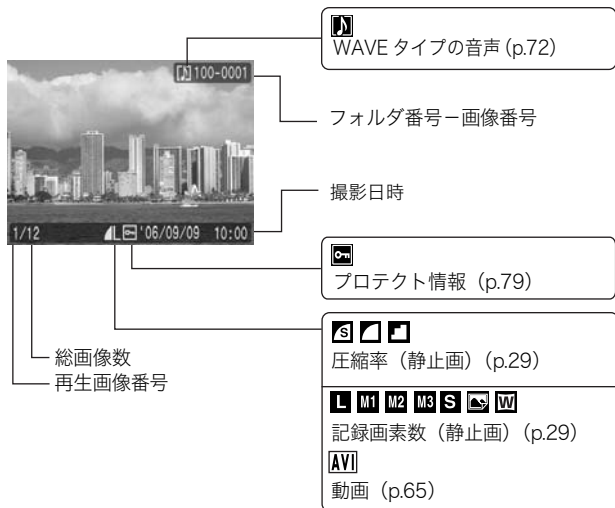 WAVE タイプの音声 (p.72)
100-0001
フォルダ番号－画像番号
撮影日時
1/12 L '06/09/09 10:00
プロテクト情報（p.79）
S
圧縮率（静止画）(p.29)
総画像数
再生画像番号
L M1 M2 M3 S W
記録画素数（静止画）(p.29)
AVI
動画（p.65）